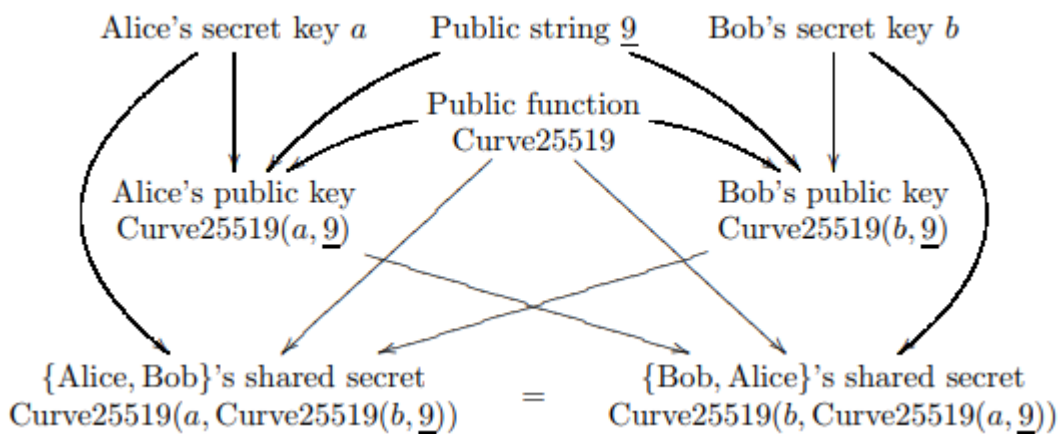 Alice's secret key a
Public string 9
Bob's secret key b
Public function
Curve25519
Alice's public key
Curve25519(a, 9)
Bob's public key
Curve25519(b, 9)
{Alice, Bob}'s shared secret
Curve25519(a, Curve25519(b, 9))
=
{Bob, Alice}'s shared secret
Curve25519(b, Curve25519(a, 9))